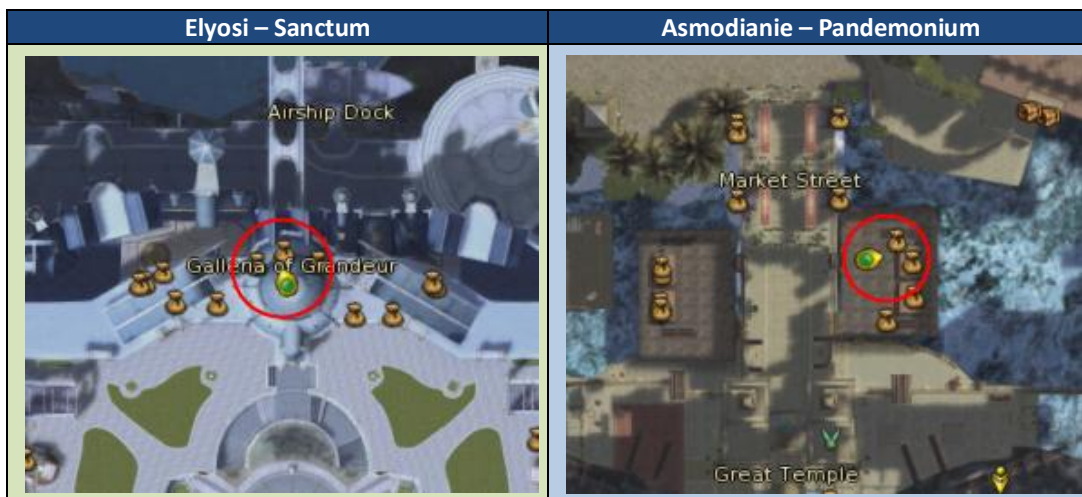 Elyosi – Sanctum
Asmodianie – Pandemonium
Airship Dock
Galleria of Grandeur
Market Street
Great Temple